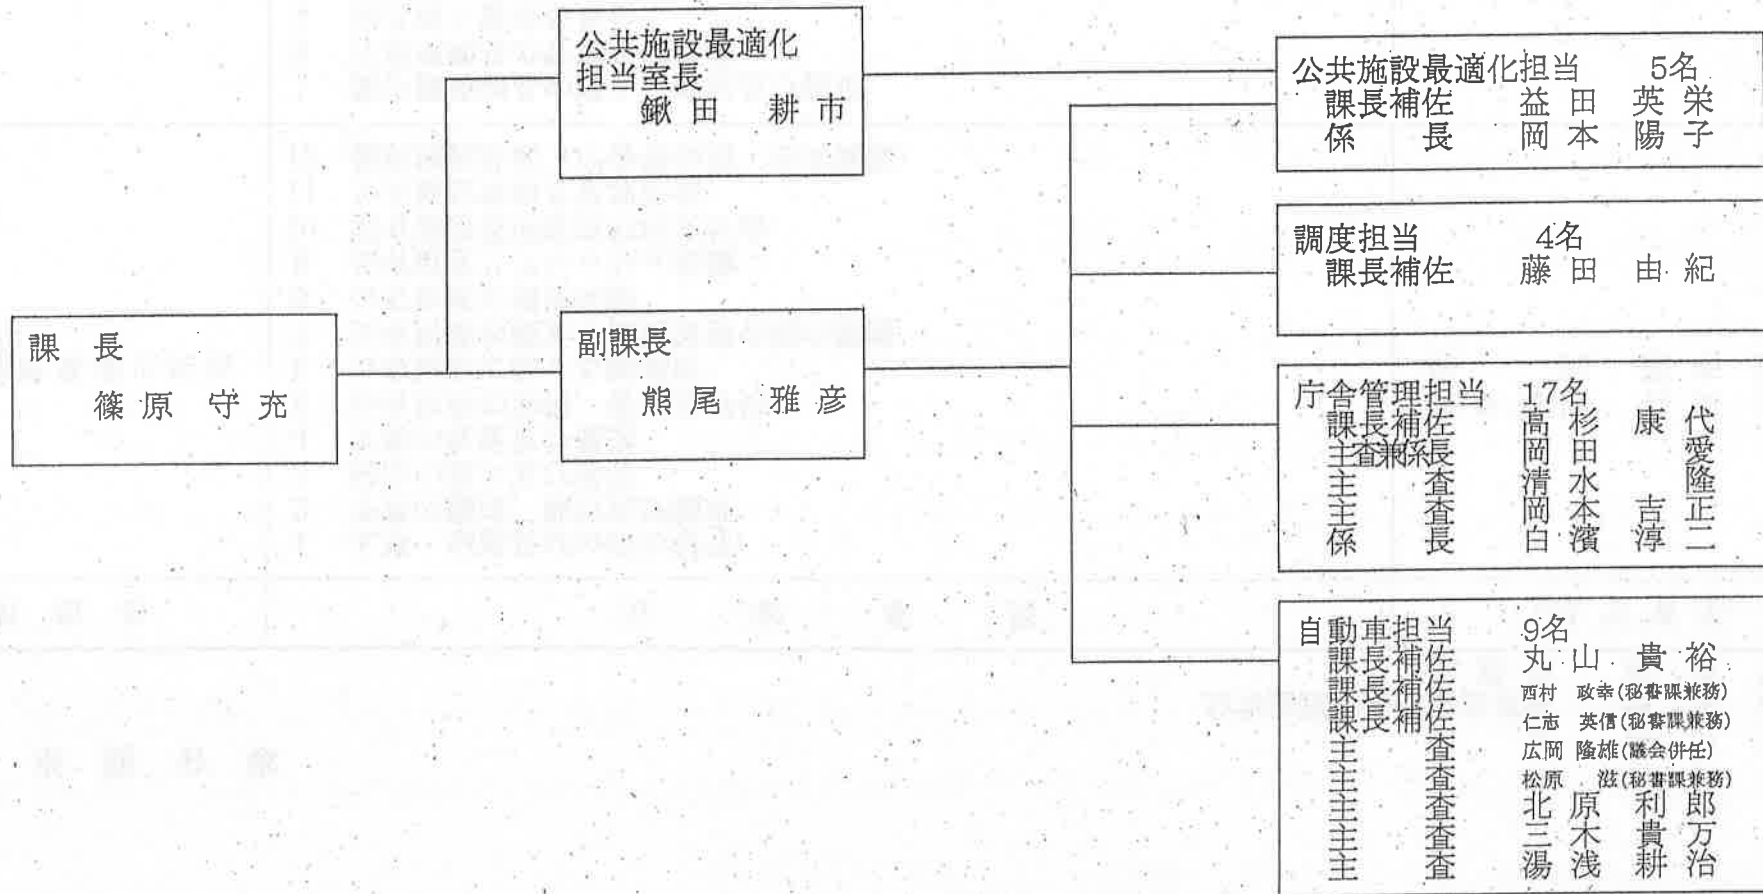 課　長
篠原　守充
公共施設最適化
担当室長
鍬田　耕市
副課長
熊尾　雅彦
公共施設最適化担当　5名
課長補佐　益田　英栄
係長　岡本　陽子
調度担当　4名
課長補佐　藤田　由紀
庁舎管理担当　17名
課長補佐　髙杉　康代
主査兼係長　岡田　愛
主査　清水　隆
主査　岡本　吉正
係長　白濱　淳二
自動車担当　9名
課長補佐　丸山　貴裕
課長補佐　西村　政幸(秘書課兼務)
課長補佐　仁志　英信(秘書課兼務)
主査　広岡　隆雄(議会併任)
主査　松原　滋(秘書課兼務)
主査　北原　利郎
主査　三木　貴万
主査　湯浅　耕治